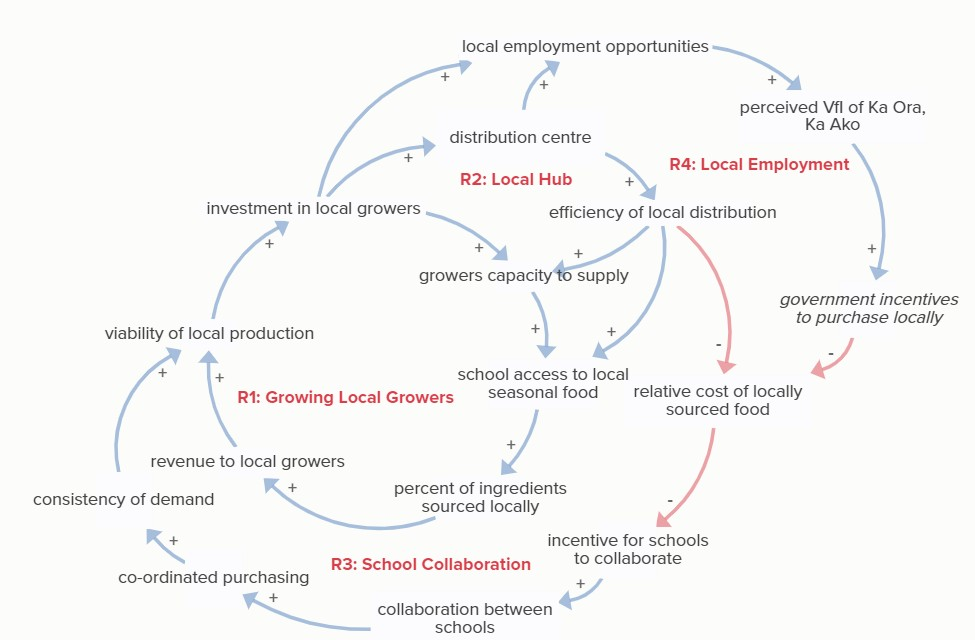 local employment opportunities
+
+
+
perceived VfI of Ka Ora,
Ka Ako
distribution centre
+
R2: Local Hub
+
R4: Local Employment
investment in local growers
efficiency of local distribution
+
+
+
+
growers capacity to supply
government incentives
to purchase locally
viability of local production
+
+
-
-
+
+
school access to local
seasonal food
relative cost of locally
sourced food
R1: Growing Local Growers
+
revenue to local growers
+
percent of ingredients
sourced locally
-
consistency of demand
+
incentive for schools
to collaborate
R3: School Collaboration
co-ordinated purchasing
+
+
collaboration between
schools